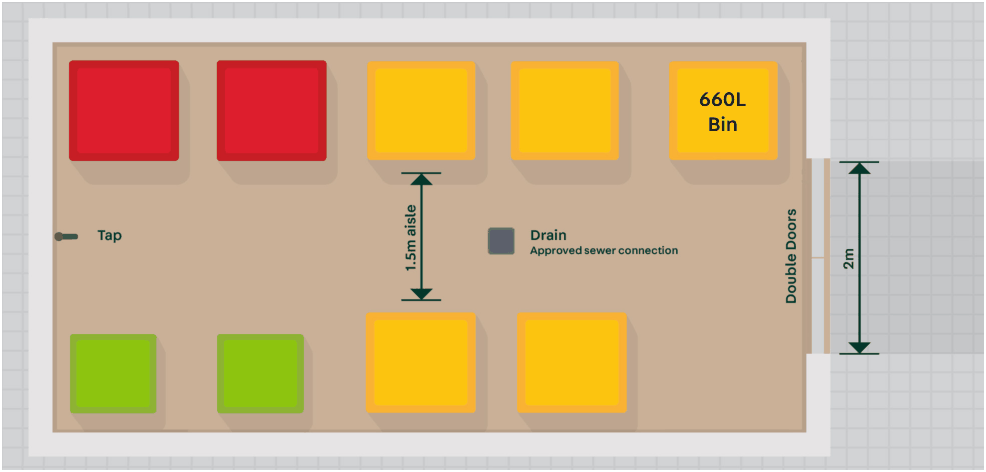 660L
Bin
1.5m aisle
Tap
Drain
Approved sewer connection
Double Doors
2m